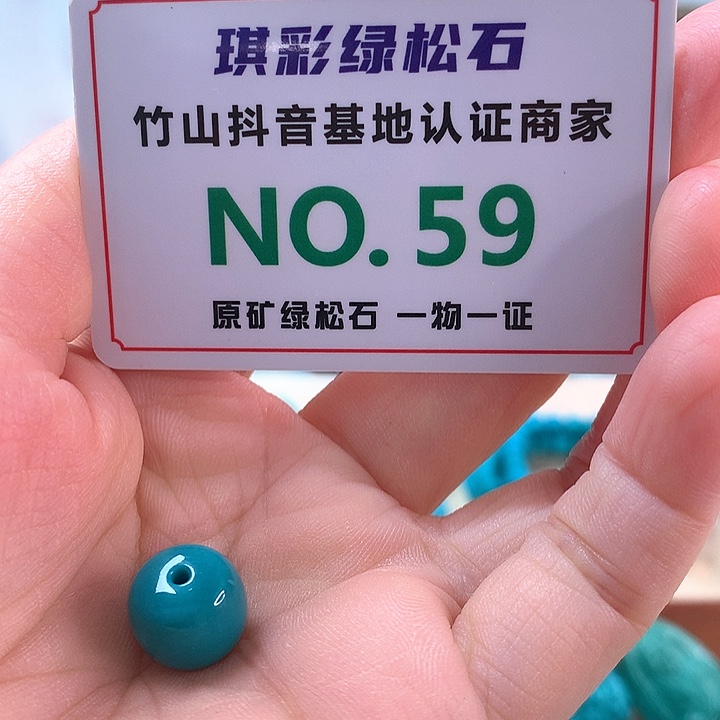 琪彩绿松石
竹山抖音基地认证商家
NO.59
原矿绿松石 一物一证